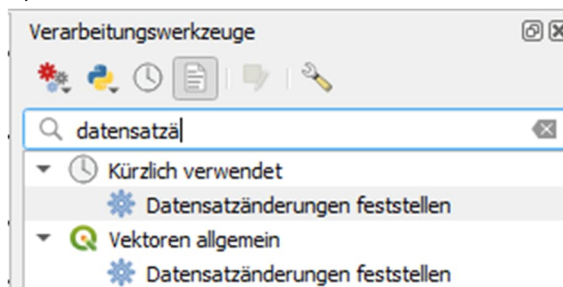 Verarbeitungswerkzeuge
datensatzä
Kürzlich verwendet
Datensatzänderungen feststellen
Vektoren allgemein
Datensatzänderungen feststellen